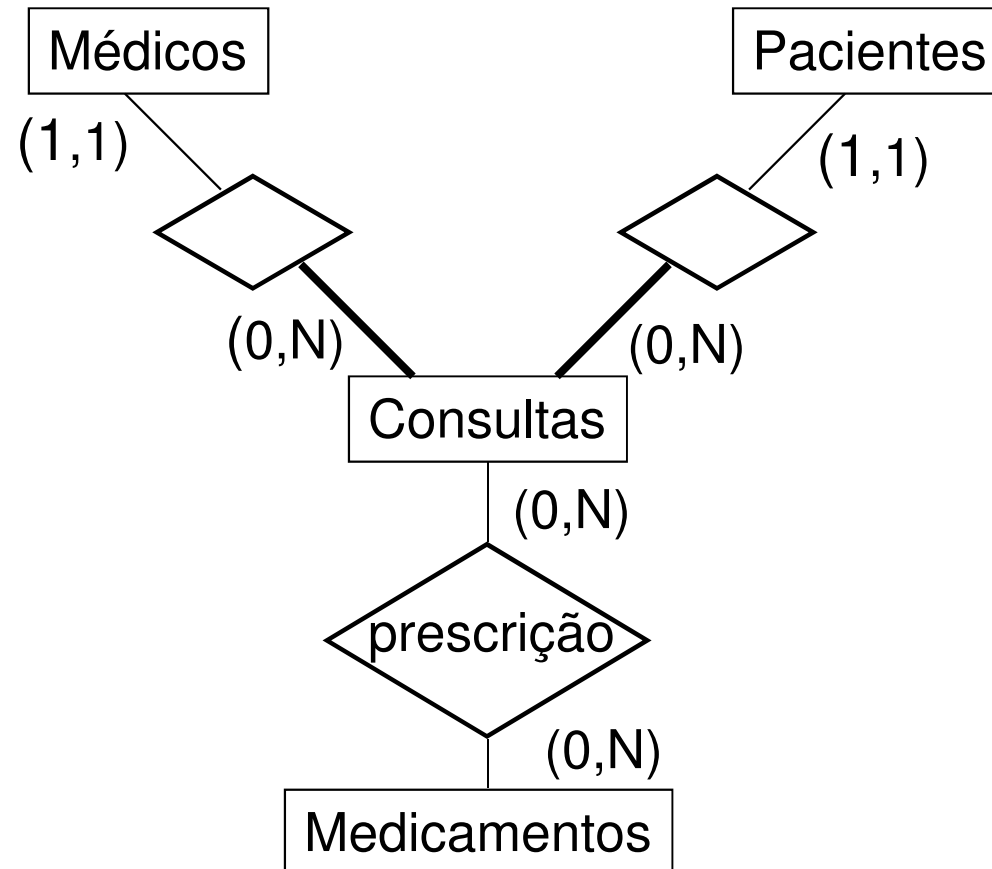 Médicos
Pacientes
(1,1)
(1,1)
(0,N)
(0,N)
Consultas
(0,N)
prescrição
(0,N)
Medicamentos